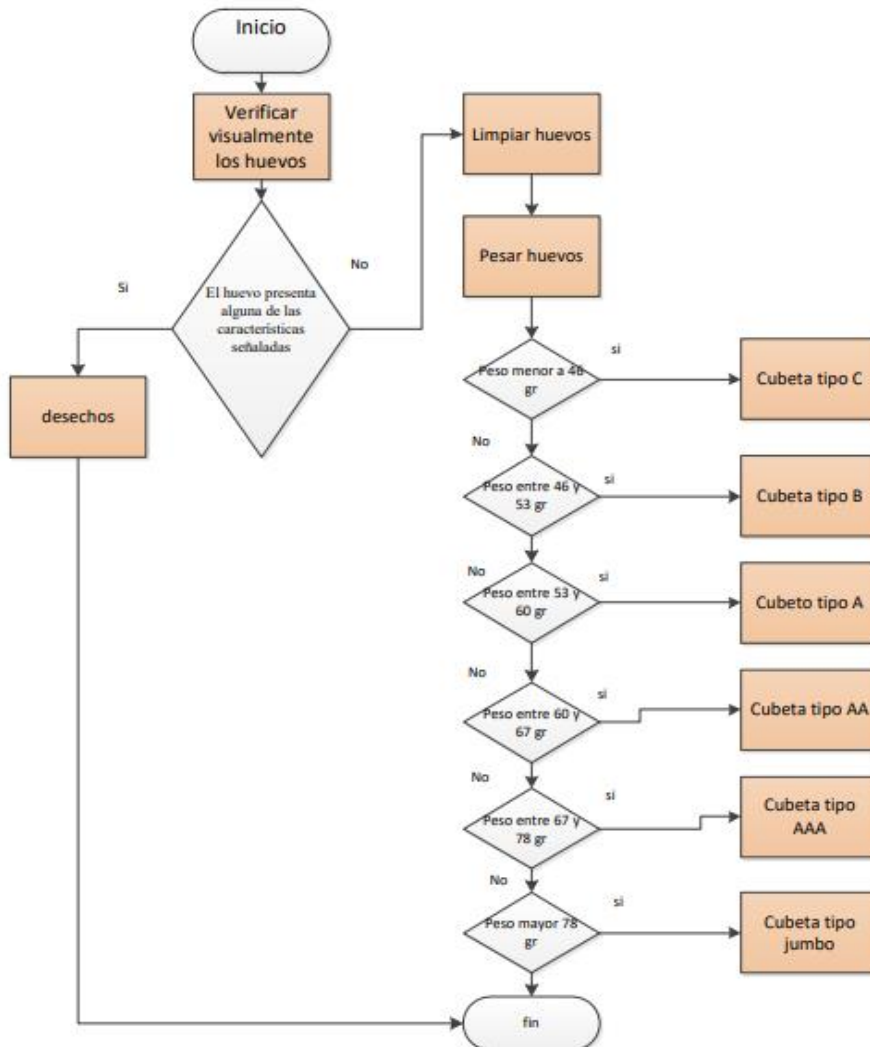 Inicio
Verificar
visualmente
los huevos
El huevo presenta
alguna de las
características
señaladas
Si
desechos
No
Limpiar huevos
Pesar huevos
Peso menor a 46
gr
si
Cubeta tipo C
No
Peso entre 46 y
53 gr
si
Cubeta tipo B
No
Peso entre 53 y
60 gr
si
Cubeto tipo A
No
Peso entre 60 y
67 gr
si
Cubeta tipo AA
No
Peso entre 67 y
78 gr
si
Cubeta tipo
AAA
No
Peso mayor 78
gr
si
Cubeta tipo
jumbo
fin